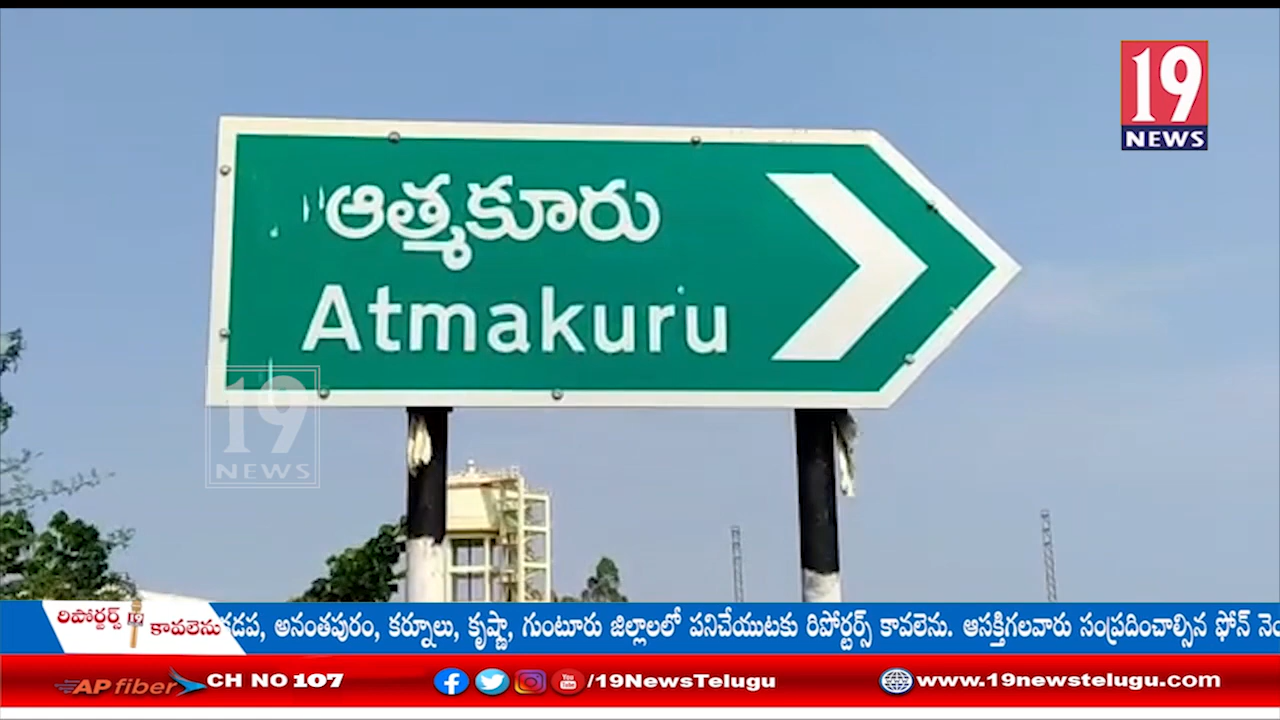 19
NEWS
ఆత్మకూరు
Atmakuru
19
NEWS
రిపోర్టర్స్ కావలెను
కడప, అనంతపురం, కర్నూలు, కృష్ణా, గుంటూరు జిల్లాలలో పనిచేయుటకు రిపోర్టర్స్ కావలెను. ఆసక్తిగలవారు సంప్రదించాల్సిన ఫోన్
AP fiber CH NO 107 /19NewsTelugu www.19newstelugu.com